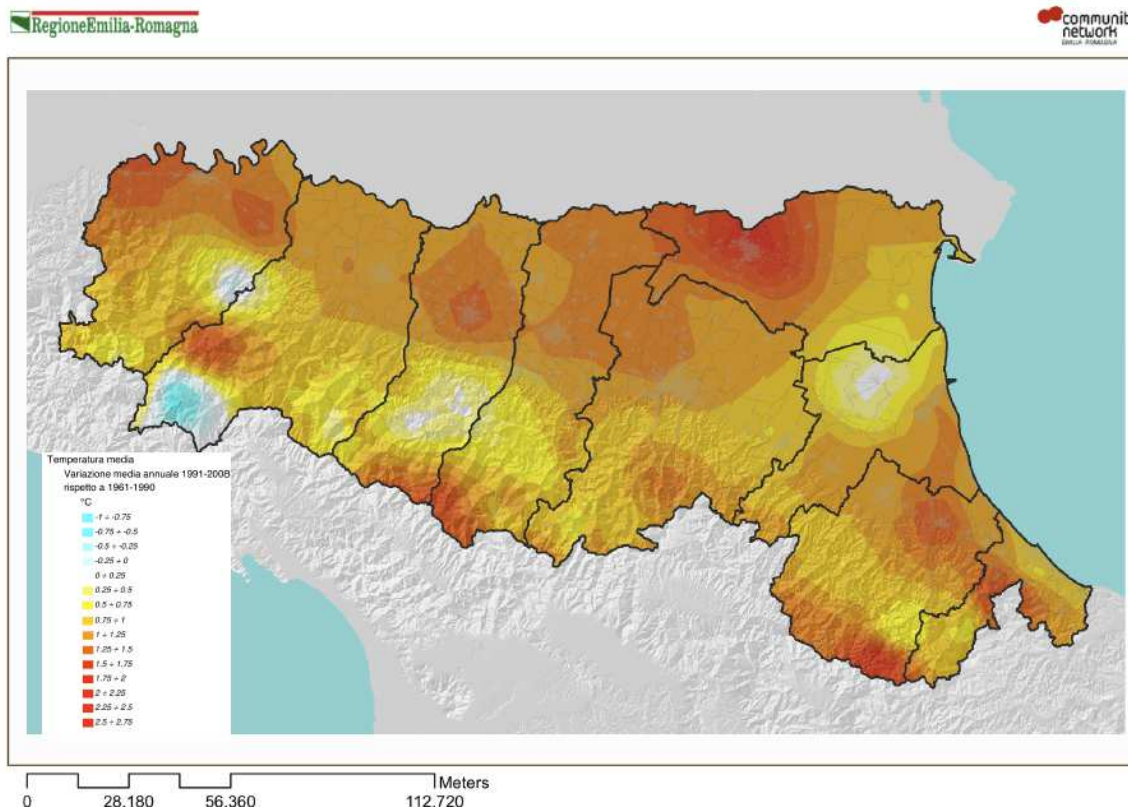 RegioneEmilia-Romagna
communit
network
EMILIA-ROMAGNA
Temperatura media
Variazione media annuale 1991-2008
rispetto a 1961-1990
°C
-1 ÷ -0.75
-0.75 ÷ -0.5
-0.5 ÷ -0.25
-0.25 ÷ 0
0 ÷ 0.25
0.25 ÷ 0.5
0.5 ÷ 0.75
0.75 ÷ 1
1 ÷ 1.25
1.25 ÷ 1.5
1.5 ÷ 1.75
1.75 ÷ 2
2 ÷ 2.25
2.25 ÷ 2.5
2.5 ÷ 2.75
Meters
0 28.180 56.360 112.720